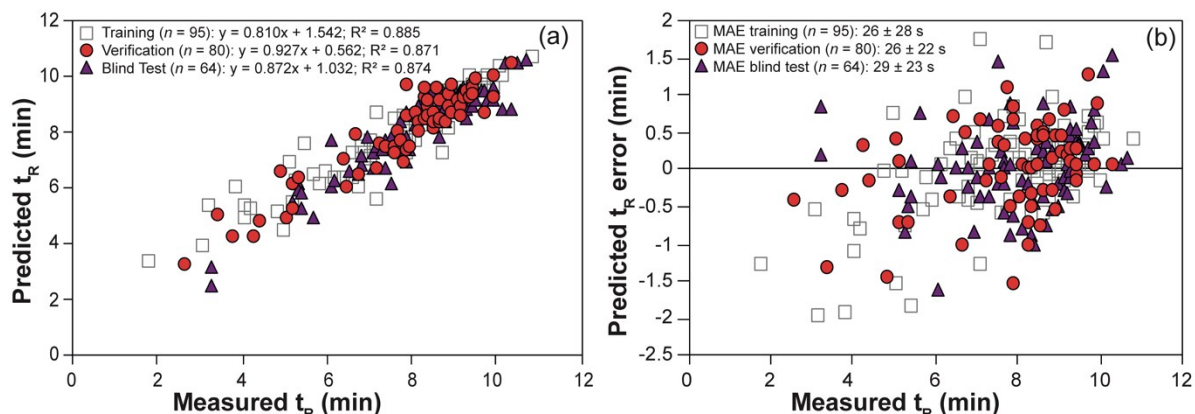 (a)
Training (n = 95): y = 0.810x + 1.542; R² = 0.885
Verification (n = 80): y = 0.927x + 0.562; R² = 0.871
Blind Test (n = 64): y = 0.872x + 1.032; R² = 0.874
Predicted tR (min)
12
10
8
6
4
2
0
0 2 4 6 8 10 12
Measured tR (min)
(b)
MAE training (n = 95): 26 ± 28 s
MAE verification (n = 80): 26 ± 22 s
MAE blind test (n = 64): 29 ± 23 s
Predicted tR error (min)
2
1.5
1
0.5
0
-0.5
-1
-1.5
-2
-2.5
0 2 4 6 8 10 12
Measured tR (min)